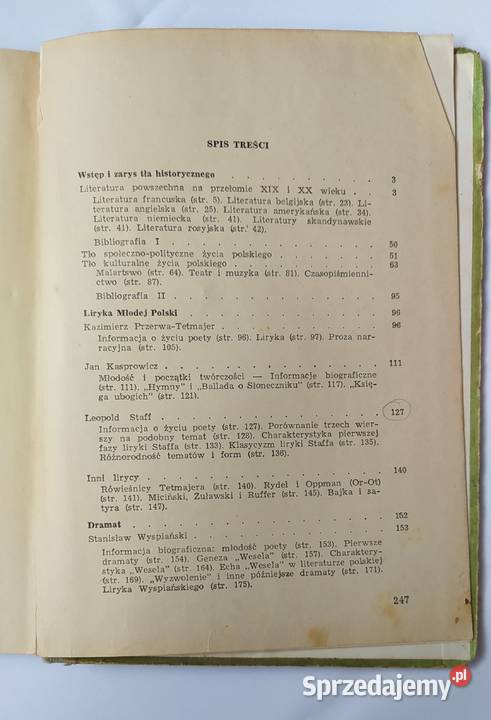 SPIS TREŚCI
Wstęp i zarys tła historycznego . . . . . . . . 3
Literatura powszechna na przełomie XIX i XX wieku . . 3
Literatura francuska (str. 5). Literatura belgijska (str. 23). Li-
teratura angielska (str. 25). Literatura amerykańska (str. 34).
Literatura niemiecka (str. 41). Literatury skandynawskie
(str. 41). Literatura rosyjska (str. 42).
Bibliografia I . . . . . . . . . . . 50
Tło społeczno-polityczne życia polskiego . . . . . . 51
Tło kulturalne życia polskiego . . . . . . . . 63
Malarstwo (str. 64). Teatr i muzyka (str. 81). Czasopiśmiennic-
two (str. 87).
Bibliografia II . . . . . . . . . . . 95
Liryka Młodej Polski . . . . . . . . . . 96
Kazimierz Przerwa-Tetmajer . . . . . . . . . 96
Informacja o życiu poety (str. 96). Liryka (str. 97). Proza nar-
racyjna (str. 105).
Jan Kasprowicz . . . . . . . . . . . 111
Młodość i początki twórczości — Informacje biograficzne
(str. 111). „Hymny" i „Ballada o Słoneczniku" (str. 117). „Księ-
ga ubogich" (str. 121).
Leopold Staff . . . . . . . . . . . 127
Informacja o życiu poety (str. 127). Porównanie trzech wier-
szy na podobny temat (str. 128). Charakterystyka pierwszej
fazy liryki Staffa (str. 133). Klasycyzm liryki Staffa (str. 135).
Różnorodność tematów i form (str. 136).
Inni lirycy . . . . . . . . . . . . 140
Rówieśnicy Tetmajera (str. 140). Rydel i Oppman (Or-Ot)
(str. 141). Miciński, Żuławski i Ruffer (str. 145). Bajka i sa-
tyra (str. 147).
Dramat . . . . . . . . . . . . . 152
Stanisław Wyspiański . . . . . . . . . . 153
Informacja biograficzna: młodość poety (str. 153). Pierwsze
dramaty (str. 154). Geneza „Wesela" (str. 157). Charakterys-
tyka „Wesela" (str. 164). Echa „Wesela" w literaturze polskiej
(str. 169). „Wyzwolenie" i inne późniejsze dramaty (str. 171).
Liryka Wyspiańskiego (str. 175).
247
Sprzedajemy.pl